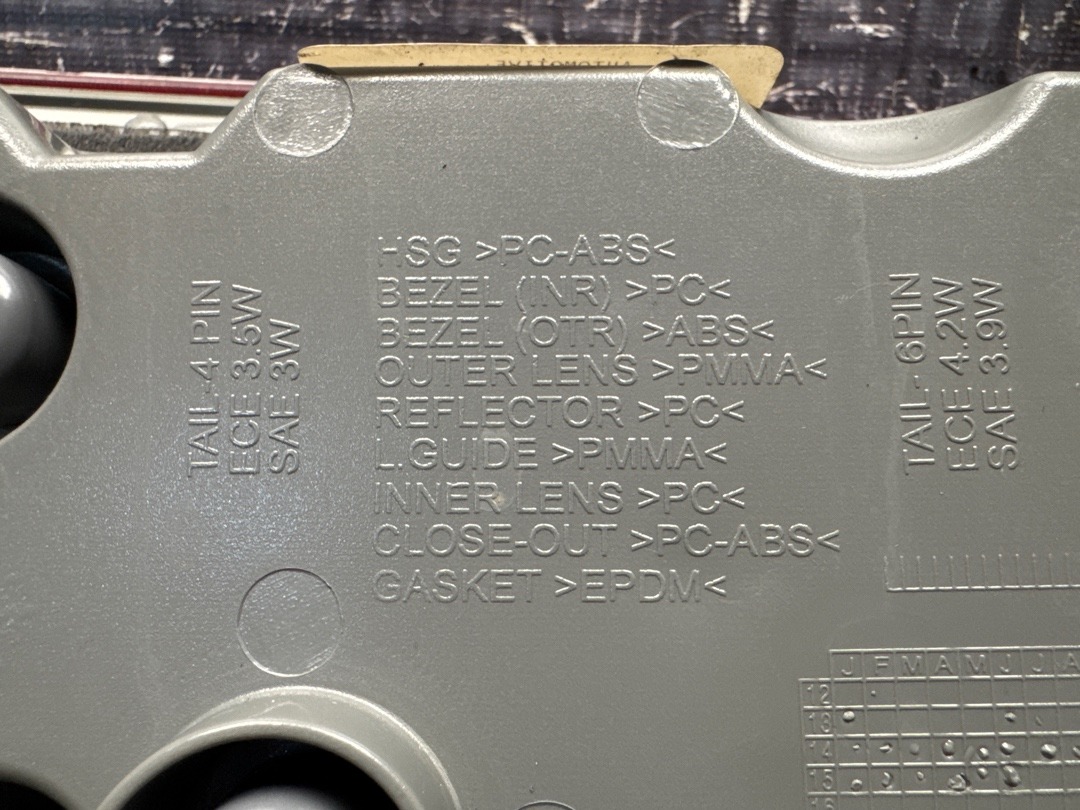 TAIL-4 PIN
ECE 3.5W
SAE 3W
HSG >PC-ABS<
BEZEL (INR) >PC<
BEZEL (OTR) >ABS<
OUTER LENS >PMMA<
REFLECTOR >PC<
L.GUIDE >PMMA<
INNER LENS >PC<
CLOSE-OUT >PC-ABS<
GASKET >EPDM<
TAIL- 6PIN
ECE 4.2W
SAE 3.9W
J F M A M J J A
12
13
14
15
16